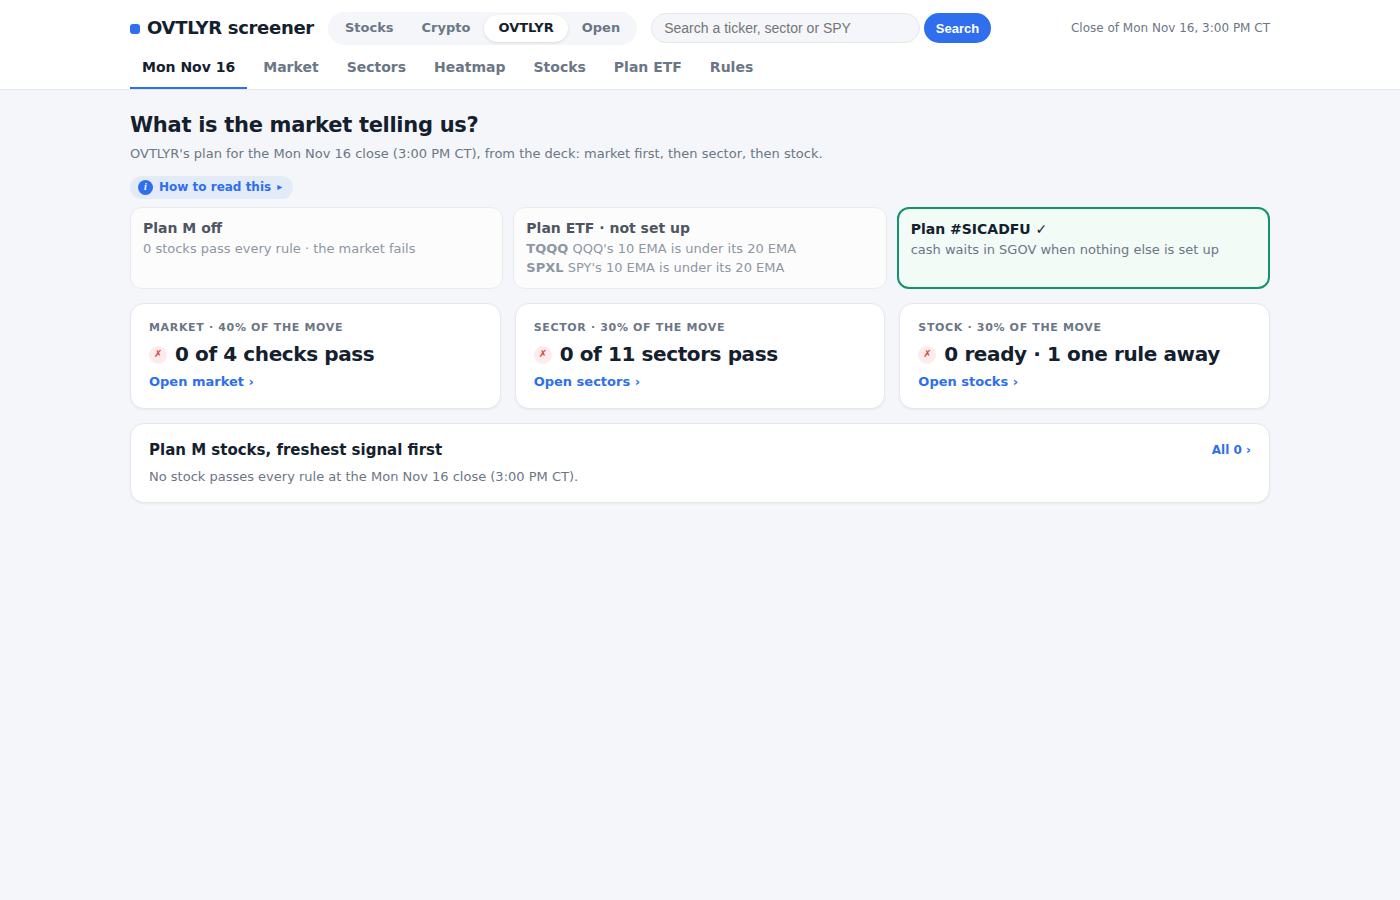 OVTLYR screener
Stocks Crypto OVTLYR Open
Search a ticker, sector or SPY
Search
Close of Mon Nov 16, 3:00 PM CT
Mon Nov 16 Market Sectors Heatmap Stocks Plan ETF Rules
What is the market telling us?
OVTLYR's plan for the Mon Nov 16 close (3:00 PM CT), from the deck: market first, then sector, then stock.
i How to read this ▸
Plan M off
0 stocks pass every rule · the market fails
Plan ETF · not set up
TQQQ QQQ's 10 EMA is under its 20 EMA
SPXL SPY's 10 EMA is under its 20 EMA
Plan #SICADFU ✓
cash waits in SGOV when nothing else is set up
MARKET · 40% OF THE MOVE
✗ 0 of 4 checks pass
Open market ›
SECTOR · 30% OF THE MOVE
✗ 0 of 11 sectors pass
Open sectors ›
STOCK · 30% OF THE MOVE
✗ 0 ready · 1 one rule away
Open stocks ›
Plan M stocks, freshest signal first
All 0 ›
No stock passes every rule at the Mon Nov 16 close (3:00 PM CT).